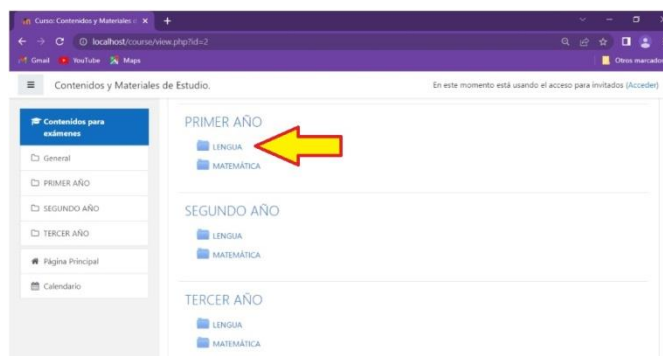 Curso: Contenidos y Materiales d
localhost/course/view.php?id=2
Gmail YouTube Maps Otros marcado
Contenidos y Materiales de Estudio.
En este momento está usando el acceso para invitados (Acceder)
Contenidos para
exámenes
General
PRIMER AÑO
SEGUNDO AÑO
TERCER AÑO
Página Principal
Calendario
PRIMER AÑO
LENGUA
MATEMÁTICA
SEGUNDO AÑO
LENGUA
MATEMÁTICA
TERCER AÑO
LENGUA
MATEMÁTICA